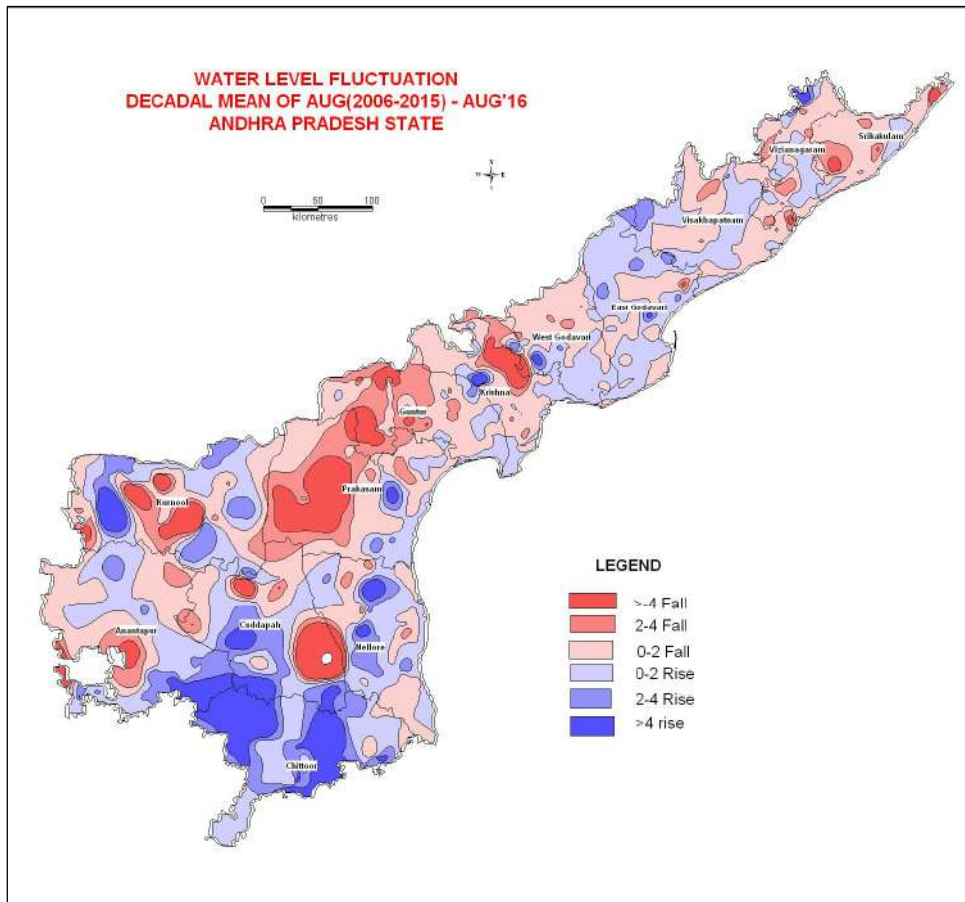 WATER LEVEL FLUCTUATION
DECADAL MEAN OF AUG(2006-2015) - AUG'16
ANDHRA PRADESH STATE
N
W E
S
0 50 100
kilometres
Srikakulam
Vizianagaram
Visakhapatnam
East Godavari
West Godavari
Krishna
Guntur
Prakasam
Kurnool
Cuddapah
Anantapur
Nellore
Chittoor
LEGEND
>-4 Fall
2-4 Fall
0-2 Fall
0-2 Rise
2-4 Rise
>4 rise